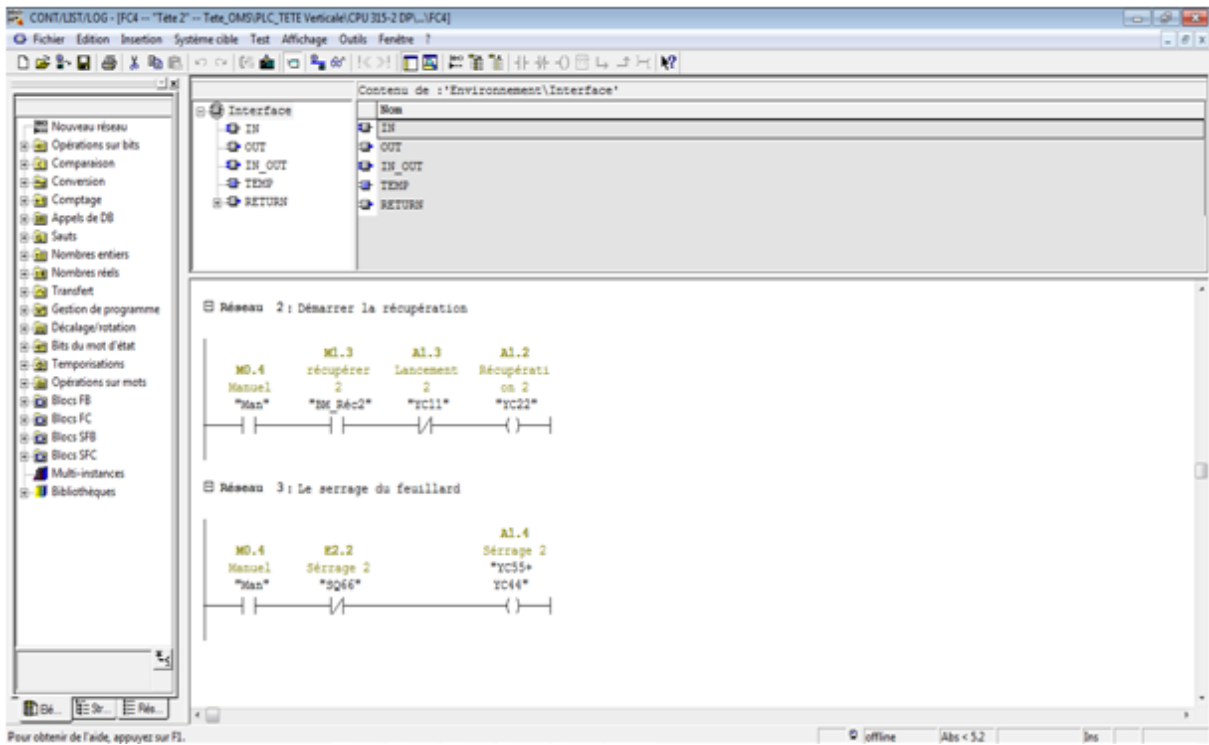 CONT/LIST/LOG - [FC4 -- "Tete 2" -- Tete_OMS\PLC_TETE Verticale\CPU 315-2 DP\...\FC4]
Fichier Edition Insertion Système cible Test Affichage Outils Fenêtre ?
Contenu de :'Environnement\Interface'
Nouveau réseau
Opérations sur bits
Comparaison
Conversion
Comptage
Appels de DB
Sauts
Nombres entiers
Nombres réels
Transfert
Gestion de programme
Décalage/rotation
Bits du mot d'état
Temporisations
Opérations sur mots
Blocs FB
Blocs FC
Blocs SFB
Blocs SFC
Multi-instances
Bibliothèques
Interface
IN
OUT
IN_OUT
TEMP
RETURN
Nom
IN
OUT
IN_OUT
TEMP
RETURN
Réseau 2 : Démarrer la récupération
M1.3 A1.3 A1.2
M0.4 récupérer Lancement Récupérati
Manuel 2 2 on 2
"Man" "BM_Réc2" "YC11" "YC22"
Réseau 3 : Le serrage du feuillard
A1.4
M0.4 E2.2 Sérrage 2
Manuel Sérrage 2 "YC55+
"Man" "SQ66" YC44"
Elé... Str... Rés...
Pour obtenir de l'aide, appuyez sur F1.
offline Abs < 5.2 Ins